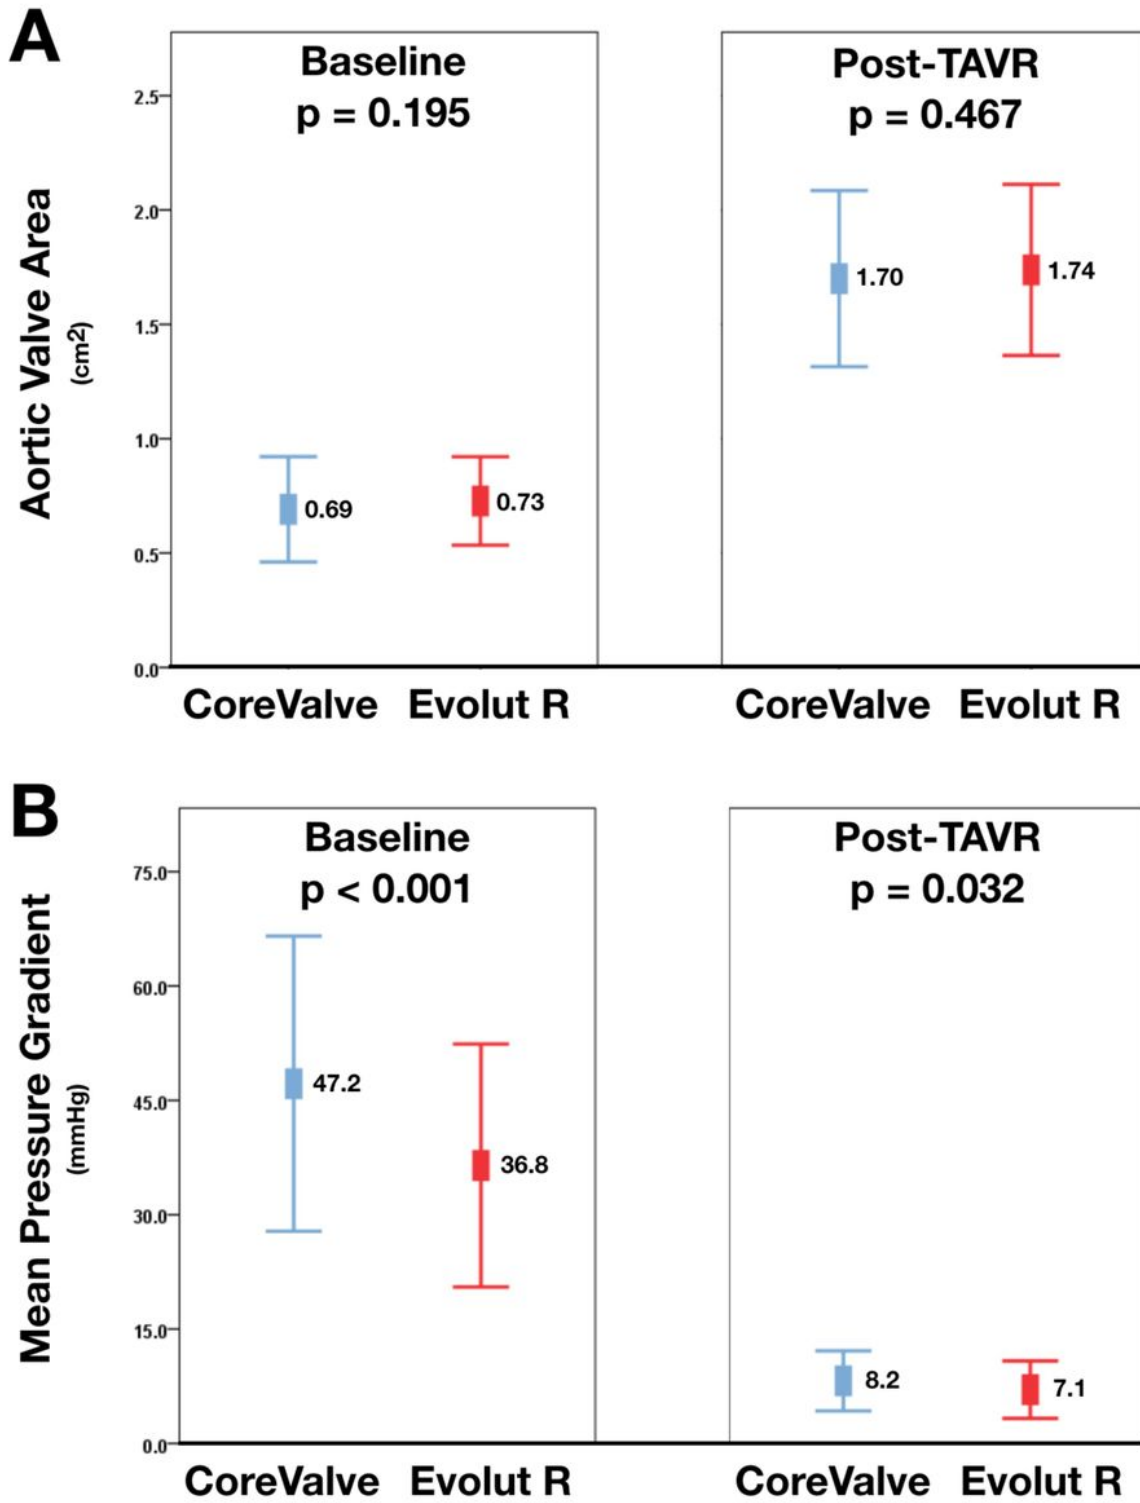 A
Baseline
p = 0.195
Post-TAVR
p = 0.467
Aortic Valve Area
(cm2)
2.5
2.0
1.5
1.0
0.5
0.0
0.69
0.73
1.70
1.74
CoreValve Evolut R
CoreValve Evolut R
B
Baseline
p < 0.001
Post-TAVR
p = 0.032
Mean Pressure Gradient
(mmHg)
75.0
60.0
45.0
30.0
15.0
0.0
47.2
36.8
8.2
7.1
CoreValve Evolut R
CoreValve Evolut R